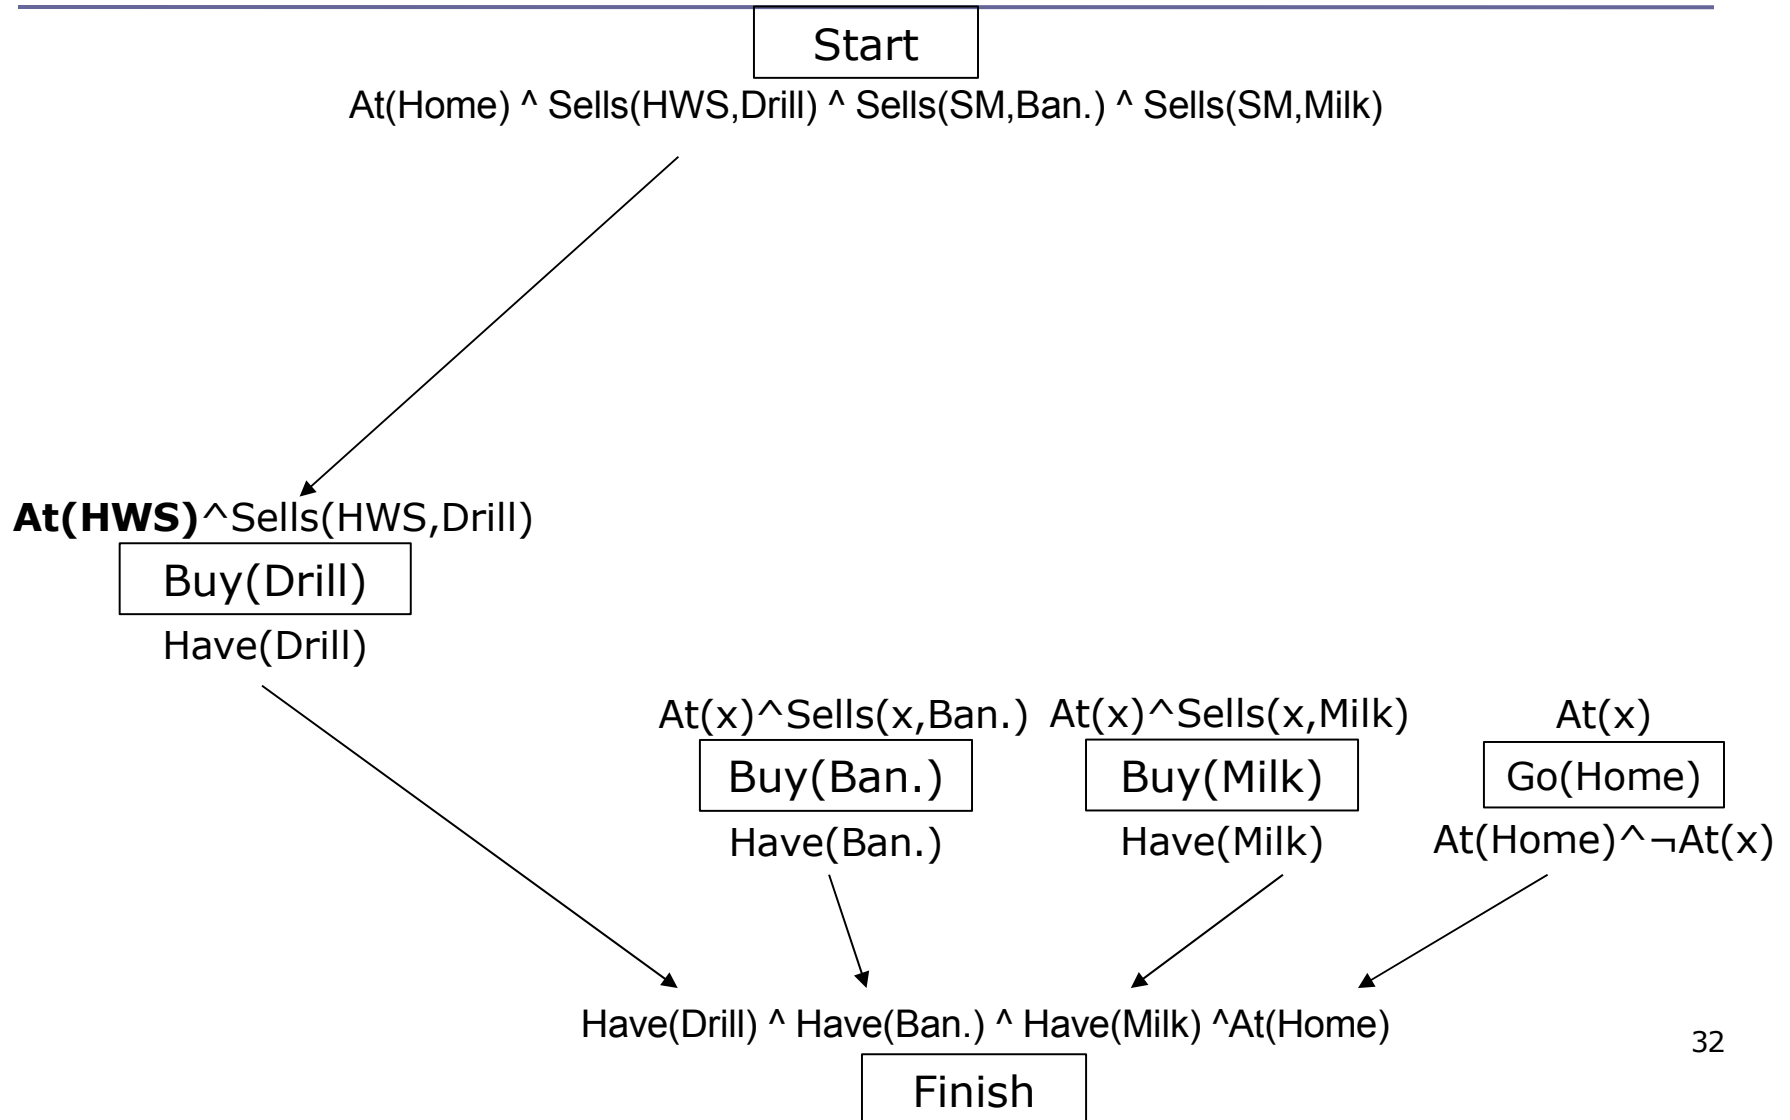 Start
At(Home) ^ Sells(HWS,Drill) ^ Sells(SM,Ban.) ^ Sells(SM,Milk)
At(HWS)^Sells(HWS,Drill)
Buy(Drill)
Have(Drill)
At(x)^Sells(x,Ban.) At(x)^Sells(x,Milk) At(x)
Buy(Ban.) Buy(Milk) Go(Home)
Have(Ban.) Have(Milk) At(Home)^¬At(x)
Have(Drill) ^ Have(Ban.) ^ Have(Milk) ^At(Home)
32
Finish